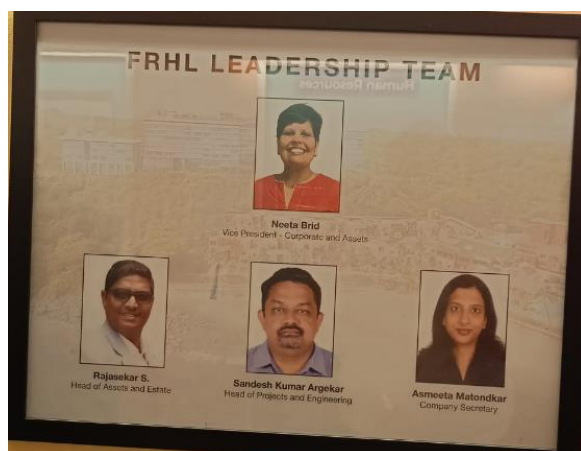 FRHL LEADERSHIP TEAM
Human Resources
Neeta Brid
Vice President - Corporate and Assets
Rajasekar S.
Head of Assets and Estate
Sandesh Kumar Argekar
Head of Projects and Engineering
Asmeeta Matondkar
Company Secretary